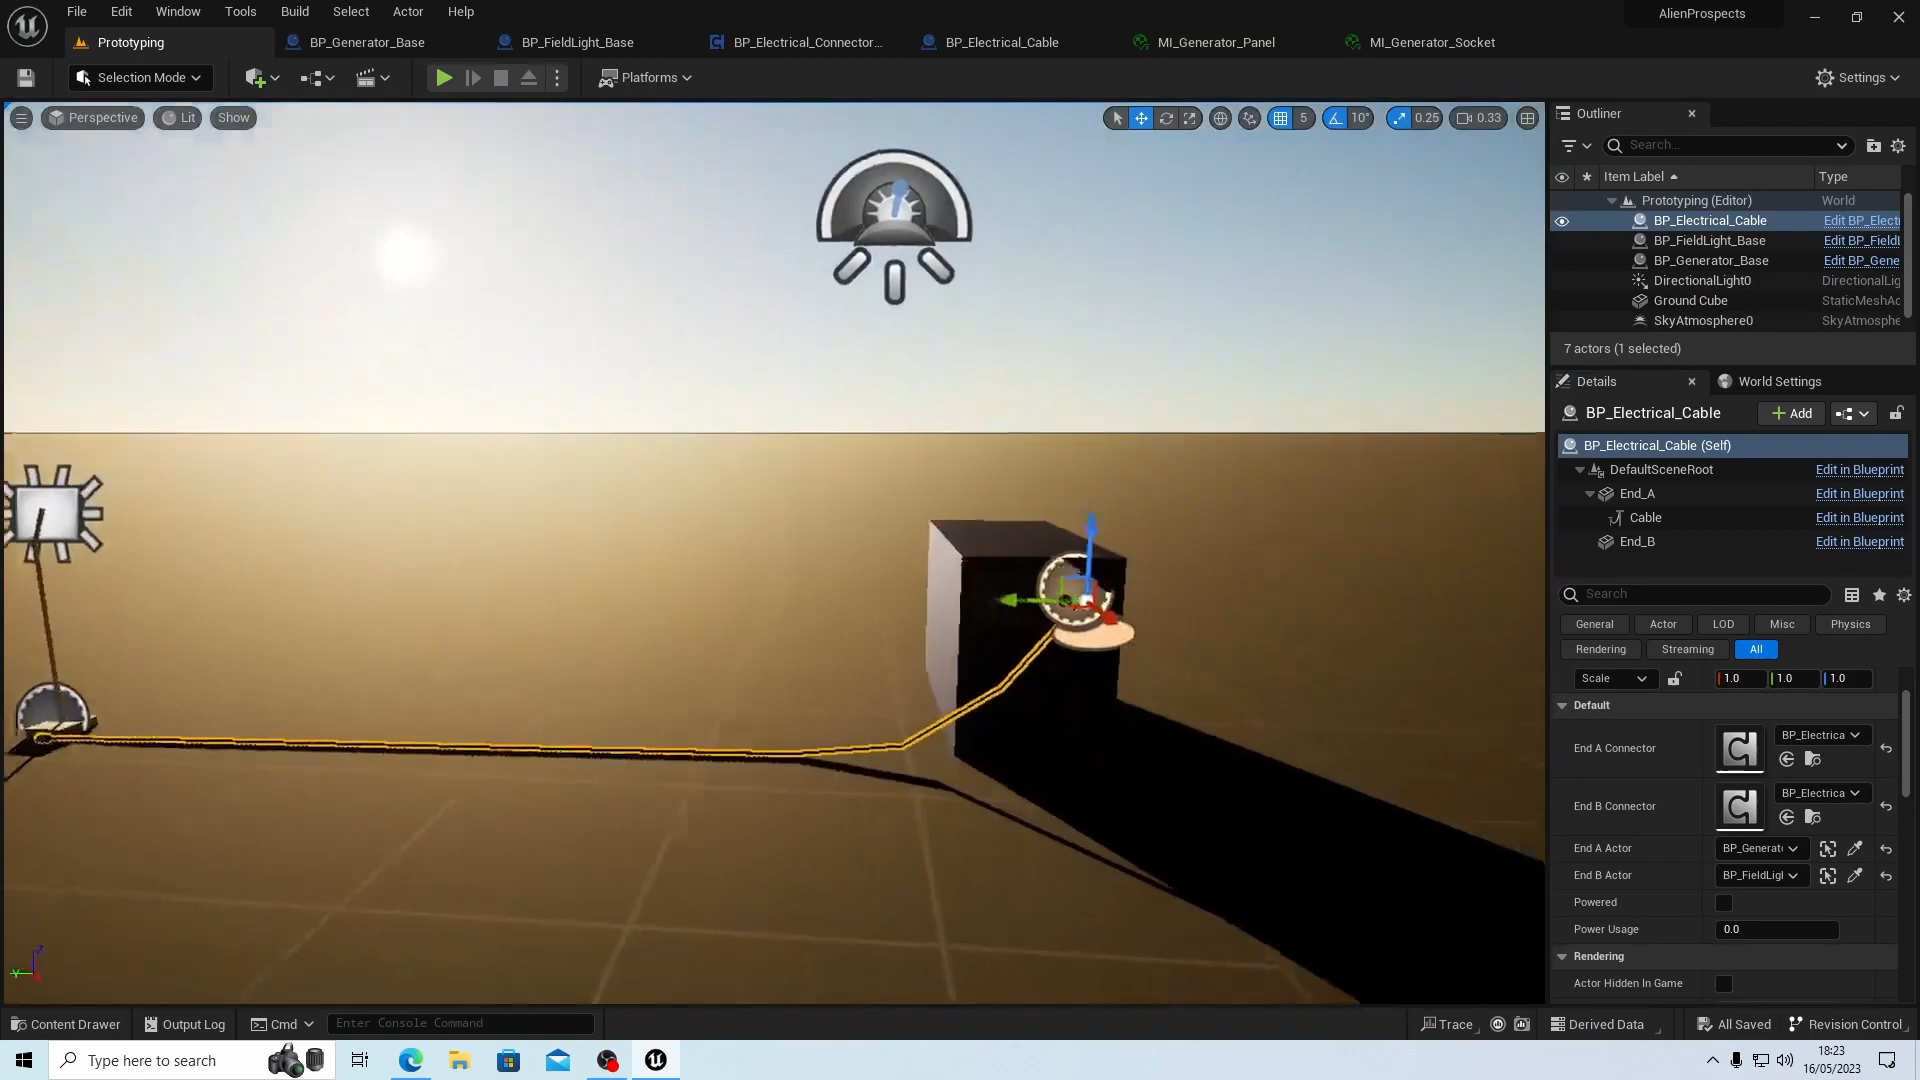 File Edit Window Tools Build Select Actor Help
AlienProspects
Prototyping
BP_Generator_Base
BP_FieldLight_Base
BP_Electrical_Connector...
BP_Electrical_Cable
MI_Generator_Panel
MI_Generator_Socket
Selection Mode
Platforms
Settings
Perspective
Lit
Show
5
10°
0.25
0.33
Outliner
Search...
Item Label
Type
Prototyping (Editor) World
BP_Electrical_Cable Edit BP_Elect
BP_FieldLight_Base Edit BP_Field
BP_Generator_Base Edit BP_Gene
DirectionalLight0 DirectionalLig
Ground Cube StaticMeshAc
SkyAtmosphere0 SkyAtmosphe
7 actors (1 selected)
Details
World Settings
BP_Electrical_Cable
Add
BP_Electrical_Cable (Self)
DefaultSceneRoot Edit in Blueprint
End_A Edit in Blueprint
Cable Edit in Blueprint
End_B Edit in Blueprint
Search
General Actor LOD Misc Physics
Rendering Streaming All
Scale 1.0 1.0 1.0
Default
End A Connector BP_Electrica
End B Connector BP_Electrica
End A Actor BP_Generat
End B Actor BP_FieldLig
Powered
Power Usage 0.0
Rendering
Actor Hidden In Game
Content Drawer
Output Log
Cmd
Enter Console Command
Trace
Derived Data
All Saved
Revision Control
Type here to search
18:23
16/05/2023